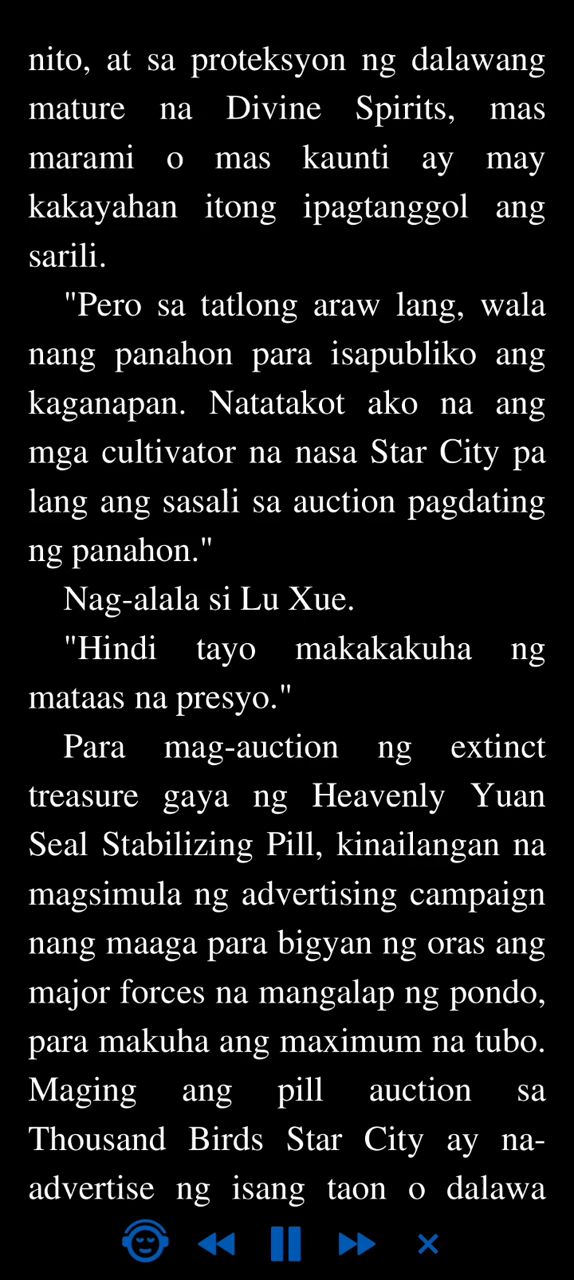 nito, at sa proteksyon ng dalawang
mature na Divine Spirits, mas
marami o mas kaunti ay may
kakayahan itong ipagtanggol ang
sarili.
"Pero sa tatlong araw lang, wala
nang panahon para isapubliko ang
kaganapan. Natatakot ako na ang
mga cultivator na nasa Star City pa
lang ang sasali sa auction pagdating
ng panahon."
Nag-alala si Lu Xue.
"Hindi tayo makakakuha ng
mataas na presyo."
Para mag-auction ng extinct
treasure gaya ng Heavenly Yuan
Seal Stabilizing Pill, kinailangan na
magsimula ng advertising campaign
nang maaga para bigyan ng oras ang
major forces na mangalap ng pondo,
para makuha ang maximum na tubo.
Maging ang pill auction sa
Thousand Birds Star City ay na-
advertise ng isang taon o dalawa